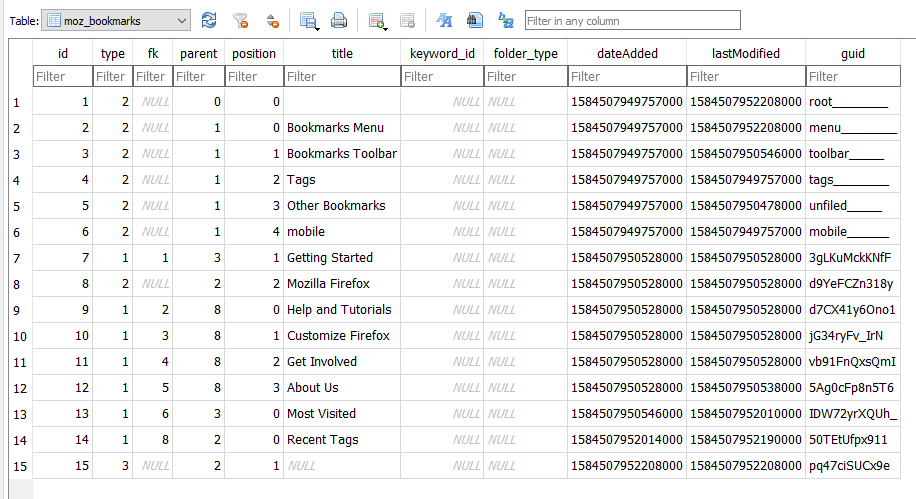 Table: moz_bookmarks Filter in any column
id type fk parent position title keyword_id folder_type dateAdded lastModified guid
Filter Filter Filter Filter Filter Filter Filter Filter Filter Filter Filter
1 1 2 NULL 0 0 NULL NULL 1584507949757000 1584507952208000 root________
2 2 2 NULL 1 0 Bookmarks Menu NULL NULL 1584507949757000 1584507952208000 menu________
3 3 2 NULL 1 1 Bookmarks Toolbar NULL NULL 1584507949757000 1584507950546000 toolbar_____
4 4 2 NULL 1 2 Tags NULL NULL 1584507949757000 1584507949757000 tags________
5 5 2 NULL 1 3 Other Bookmarks NULL NULL 1584507949757000 1584507950478000 unfiled_____
6 6 2 NULL 1 4 mobile NULL NULL 1584507949757000 1584507949757000 mobile______
7 7 1 1 3 1 Getting Started NULL NULL 1584507950528000 1584507950528000 3gLKuMckKNfF
8 8 2 NULL 2 2 Mozilla Firefox NULL NULL 1584507950528000 1584507950528000 d9YeFCZn318y
9 9 1 2 8 0 Help and Tutorials NULL NULL 1584507950528000 1584507950528000 d7CX41y6Ono1
10 10 1 3 8 1 Customize Firefox NULL NULL 1584507950528000 1584507950528000 jG34ryFv_IrN
11 11 1 4 8 2 Get Involved NULL NULL 1584507950528000 1584507950528000 vb91FnQxsQmI
12 12 1 5 8 3 About Us NULL NULL 1584507950528000 1584507950538000 5Ag0cFp8n5T6
13 13 1 6 3 0 Most Visited NULL NULL 1584507950546000 1584507952010000 IDW72yrXQUh_
14 14 1 8 2 0 Recent Tags NULL NULL 1584507952014000 1584507952190000 50TEtUfpx911
15 15 3 NULL 2 1 NULL NULL NULL 1584507952208000 1584507952208000 pq47ciSUCx9e